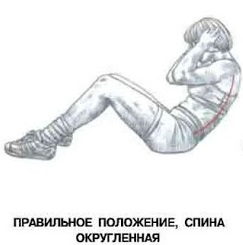 ПРАВИЛЬНОЕ ПОЛОЖЕНИЕ, СПИНА
ОКРУГЛЕННАЯ